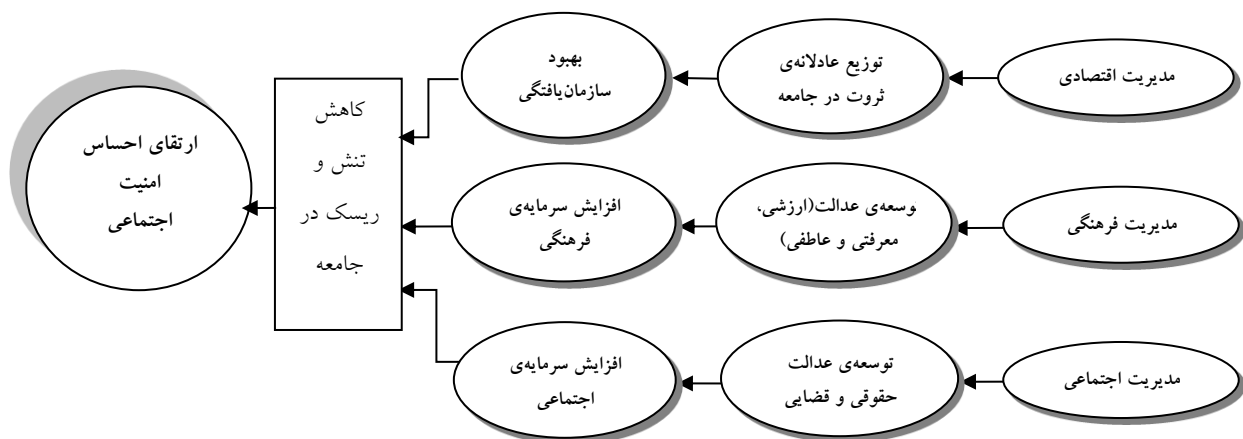 مدیریت اقتصادی
توزیع عادلانه‌ی
ثروت در جامعه
بهبود
سازمان‌یافتگی
مدیریت فرهنگی
توسعه‌ی عدالت(ارزشی،
معرفتی و عاطفی)
افزایش سرمایه‌ی
فرهنگی
مدیریت اجتماعی
توسعه‌ی عدالت
حقوقی و قضایی
افزایش سرمایه‌ی
اجتماعی
کاهش
تنش و
ریسک در
جامعه
ارتقای احساس
امنیت
اجتماعی